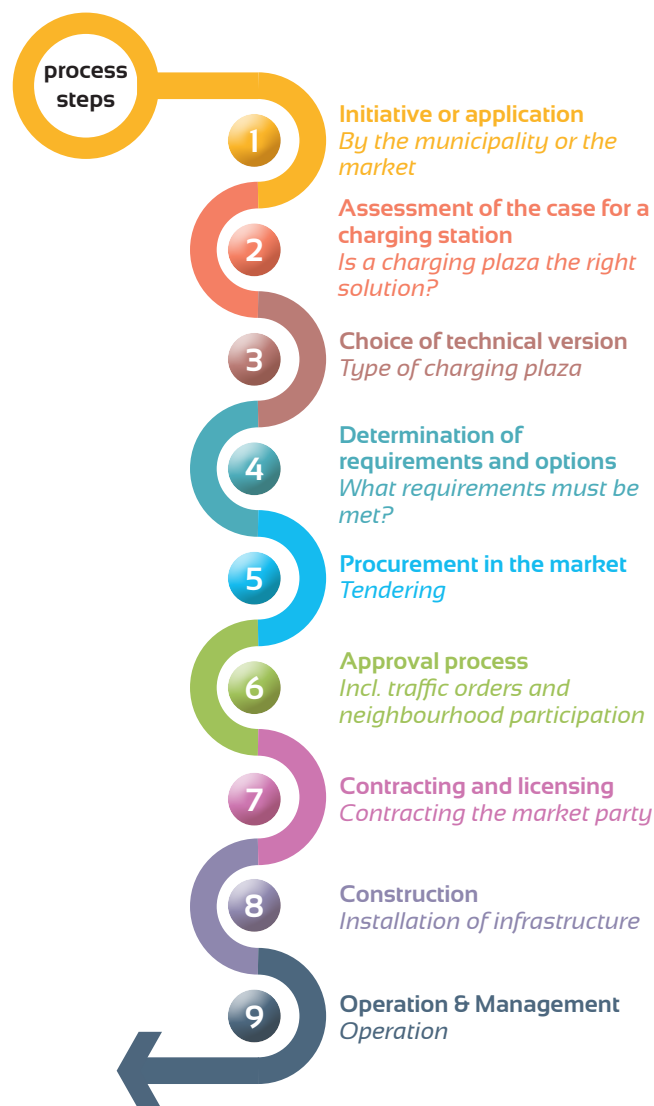 process
steps
1
Initiative or application
By the municipality or the
market
2
Assessment of the case for a
charging station
Is a charging plaza the right
solution?
3
Choice of technical version
Type of charging plaza
4
Determination of
requirements and options
What requirements must be
met?
5
Procurement in the market
Tendering
6
Approval process
Incl. traffic orders and
neighbourhood participation
7
Contracting and licensing
Contracting the market party
8
Construction
Installation of infrastructure
9
Operation & Management
Operation